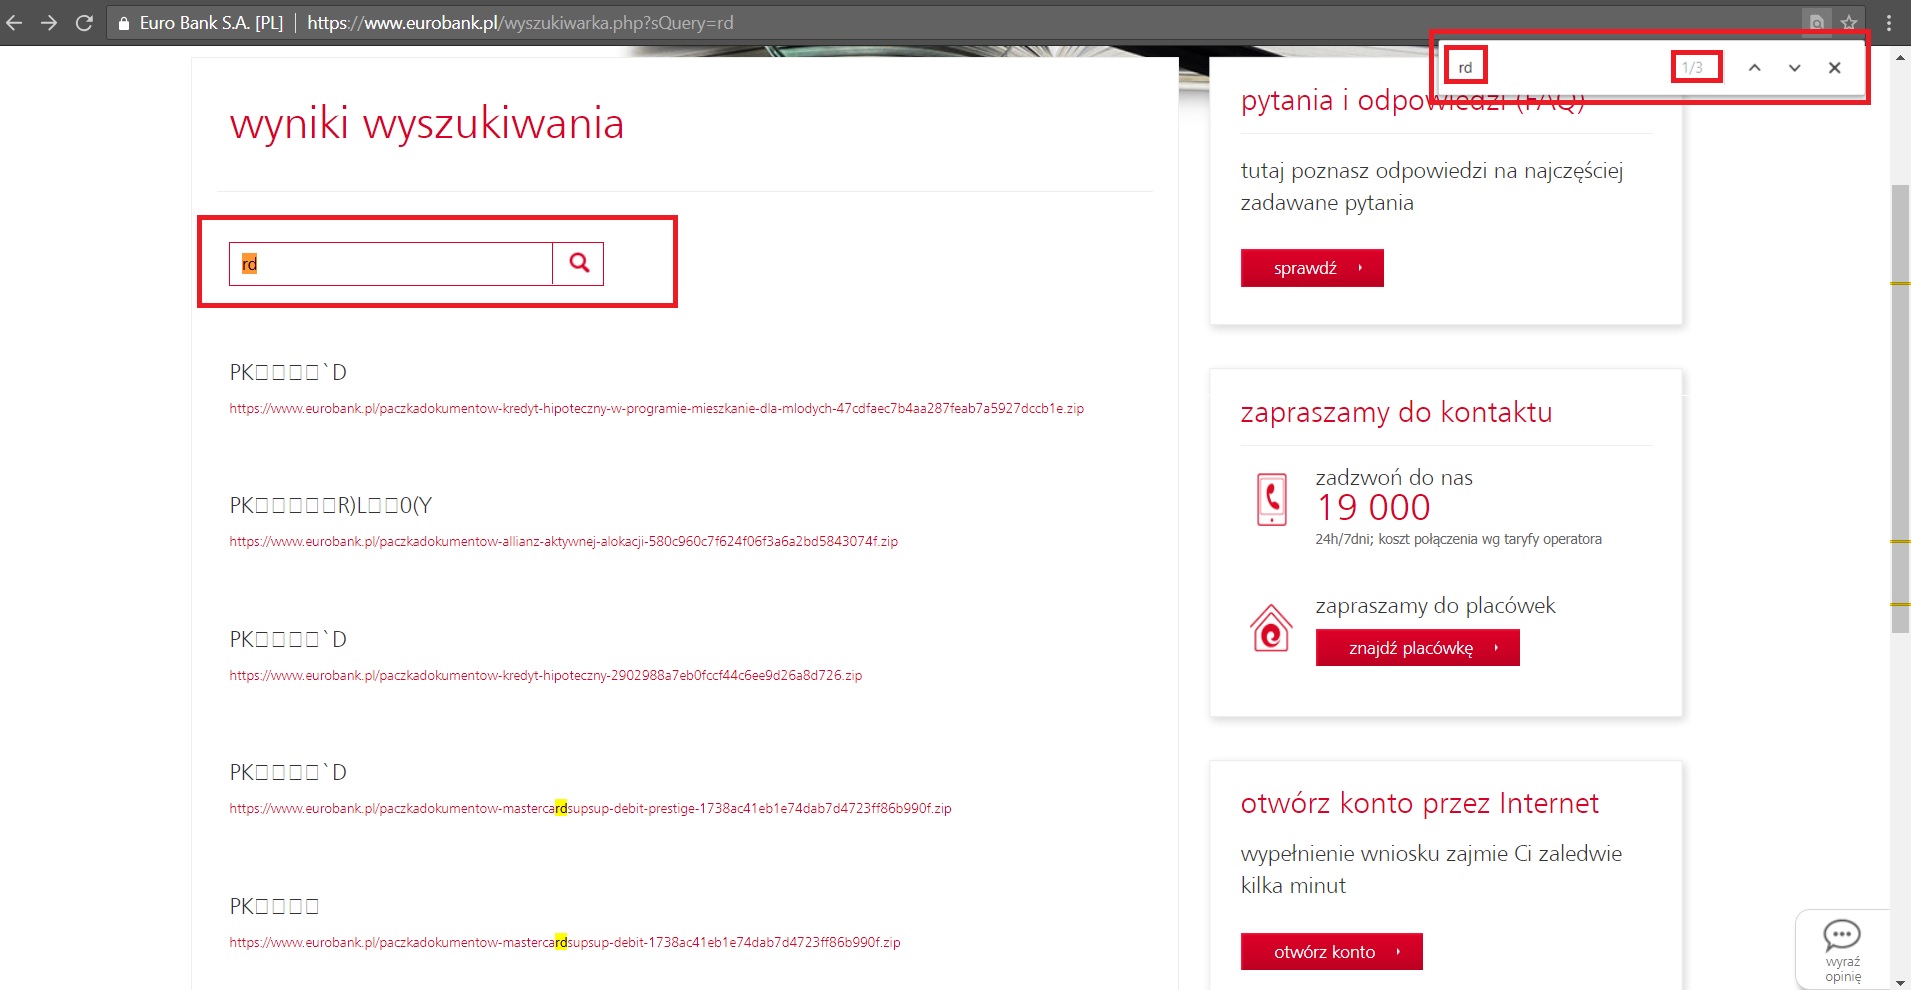 Euro Bank S.A. [PL] | https://www.eurobank.pl/wyszukiwarka.php?sQuery=rd
rd 1/3
wyniki wyszukiwania
rd
PK□□□□`D
https://www.eurobank.pl/paczkadokumentow-kredyt-hipoteczny-w-programie-mieszkanie-dla-mlodych-47cdfaec7b4aa287feab7a5927dccb1e.zip
PK□□□□□R)L□□0(Y
https://www.eurobank.pl/paczkadokumentow-allianz-aktywnej-alokacji-580c960c7f624f06f3a6a2bd5843074f.zip
PK□□□□`D
https://www.eurobank.pl/paczkadokumentow-kredyt-hipoteczny-2902988a7eb0fccf44c6ee9d26a8d726.zip
PK□□□□`D
https://www.eurobank.pl/paczkadokumentow-mastercardsupsup-debit-prestige-1738ac41eb1e74dab7d4723ff86b990f.zip
PK□□□□
https://www.eurobank.pl/paczkadokumentow-mastercardsupsup-debit-1738ac41eb1e74dab7d4723ff86b990f.zip
pytania i odpowiedzi (FAQ)
tutaj poznasz odpowiedzi na najczęściej
zadawane pytania
sprawdź
zapraszamy do kontaktu
zadzwoń do nas
19 000
24h/7dni; koszt połączenia wg taryfy operatora
zapraszamy do placówek
znajdź placówkę
otwórz konto przez Internet
wypełnienie wniosku zajmie Ci zaledwie
kilka minut
otwórz konto
wyraź
opinię